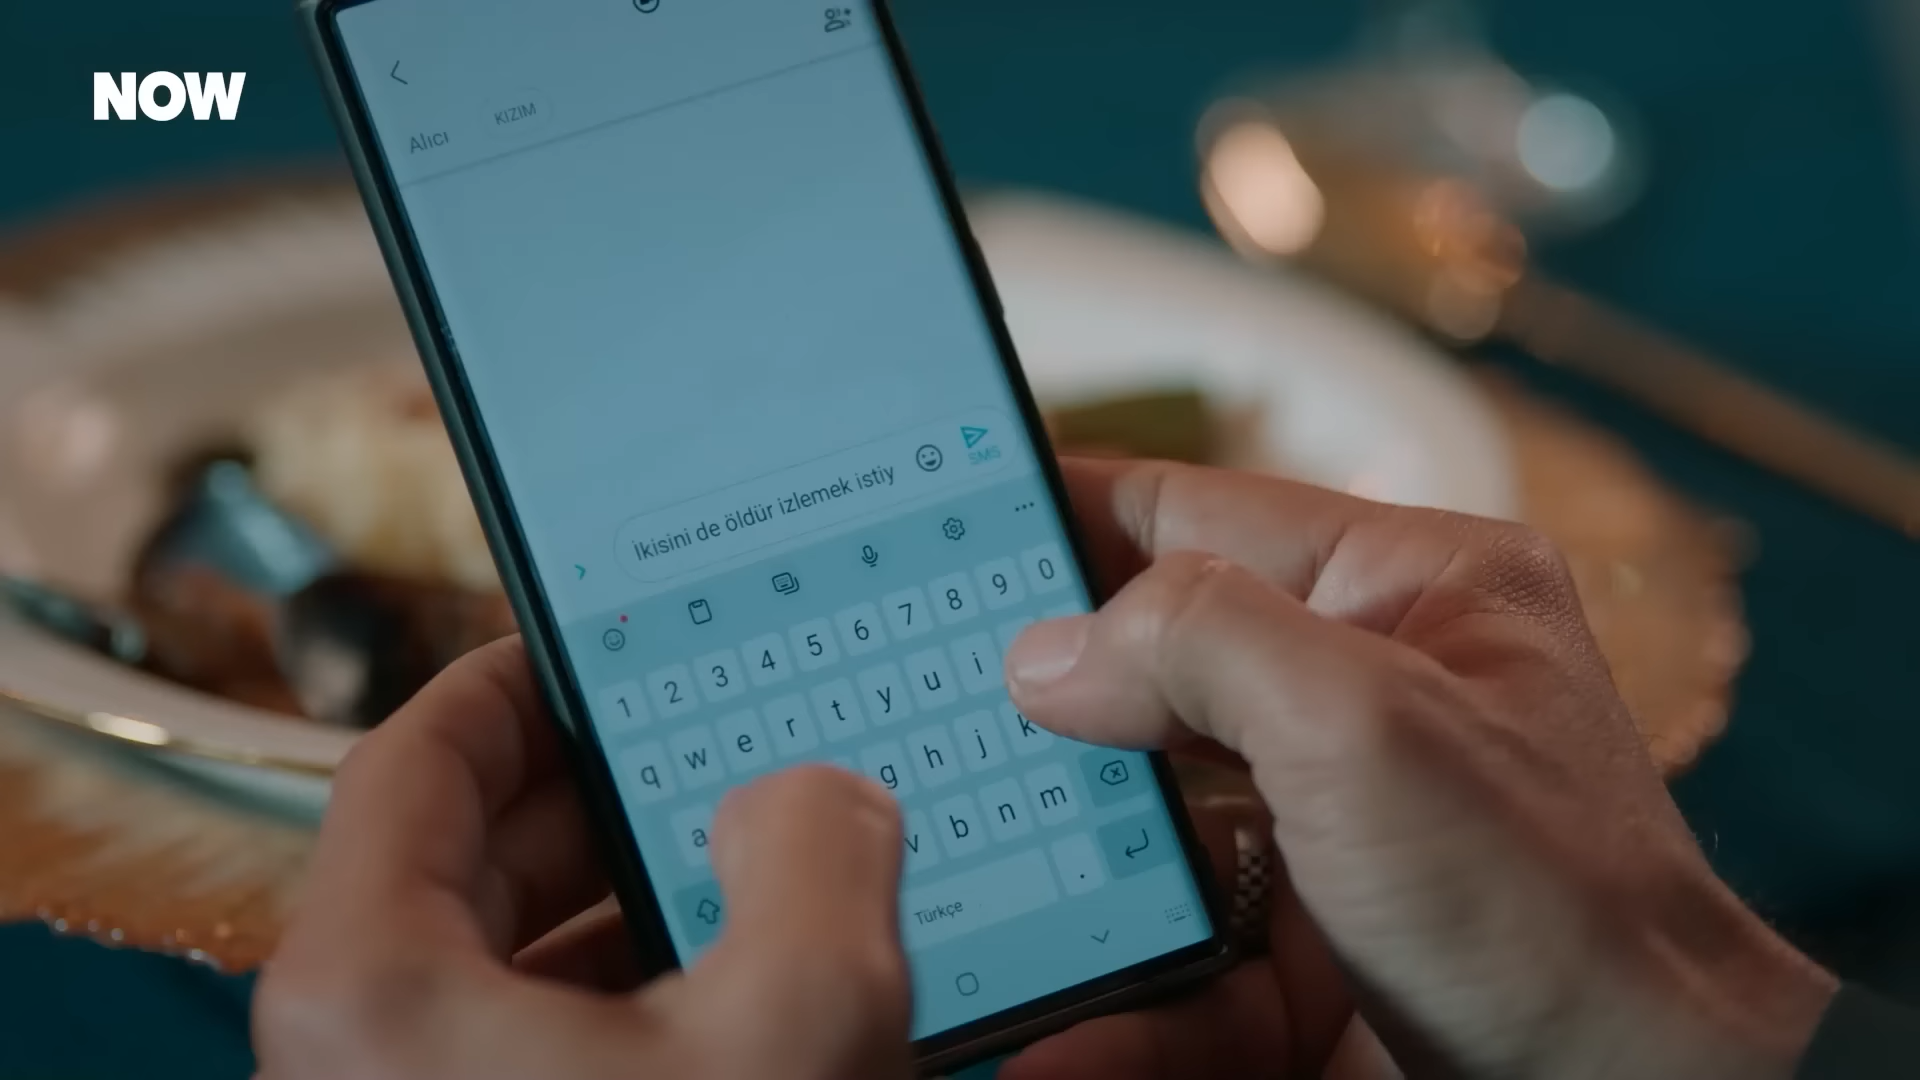 NOW
Alıcı KIZIM
İkisini de öldür izlemek istiy
SMS
1 2 3 4 5 6 7 8 9 0
q w e r t y u i
a g h j k
v b n m
Türkçe .